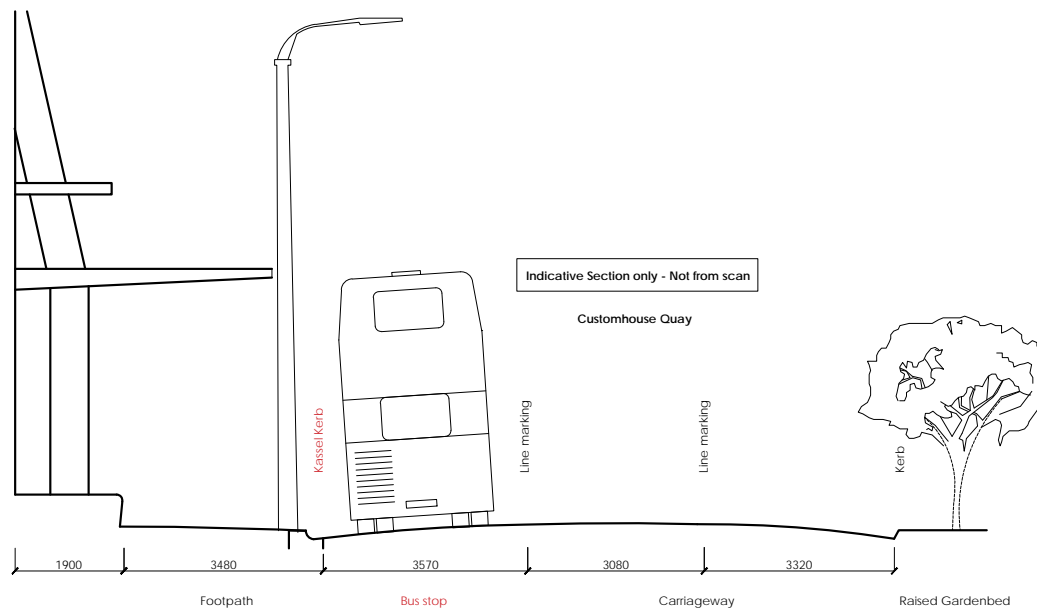 Indicative Section only - Not from scan
Customhouse Quay
Kassel Kerb
Line marking
Line marking
Kerb
1900
3480
3570
3080
3320
Footpath
Bus stop
Carriageway
Raised Gardenbed